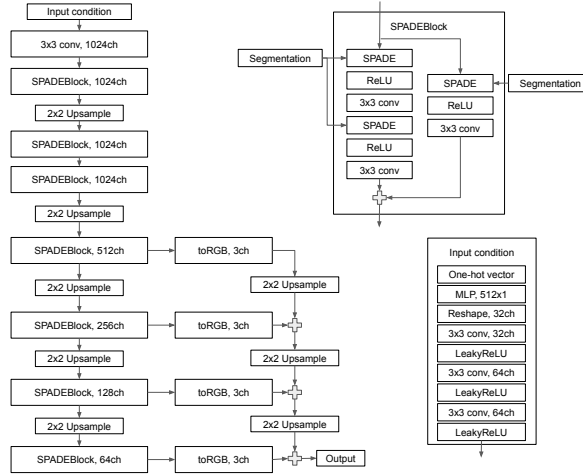 Input condition
3x3 conv, 1024ch
SPADEBlock, 1024ch
2x2 Upsample
SPADEBlock, 1024ch
SPADEBlock, 1024ch
2x2 Upsample
SPADEBlock, 512ch
toRGB, 3ch
2x2 Upsample
2x2 Upsample
SPADEBlock, 256ch
toRGB, 3ch
2x2 Upsample
2x2 Upsample
SPADEBlock, 128ch
toRGB, 3ch
2x2 Upsample
2x2 Upsample
SPADEBlock, 64ch
toRGB, 3ch
Output
SPADEBlock
Segmentation
SPADE
ReLU
3x3 conv
SPADE
ReLU
3x3 conv
SPADE
Segmentation
ReLU
3x3 conv
Input condition
One-hot vector
MLP, 512x1
Reshape, 32ch
3x3 conv, 32ch
LeakyReLU
3x3 conv, 64ch
LeakyReLU
3x3 conv, 64ch
LeakyReLU